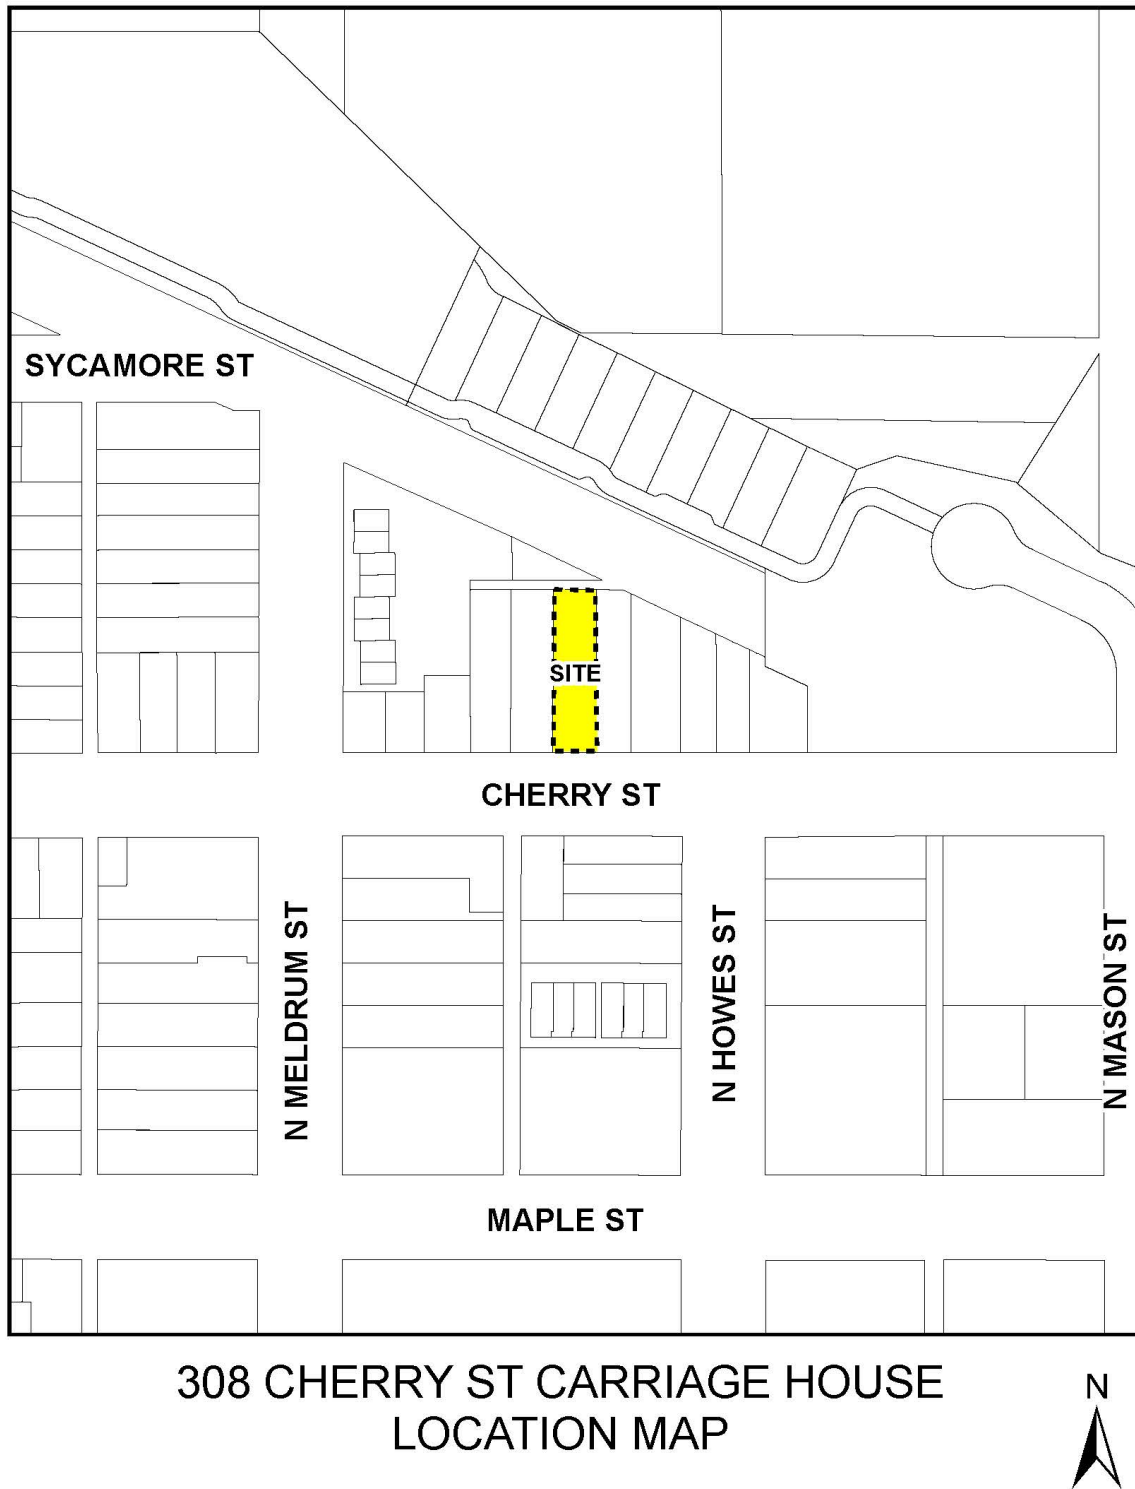 SYCAMORE ST
SITE
CHERRY ST
N MELDRUM ST
N HOWES ST
N MASON ST
MAPLE ST
308 CHERRY ST CARRIAGE HOUSE
LOCATION MAP
N